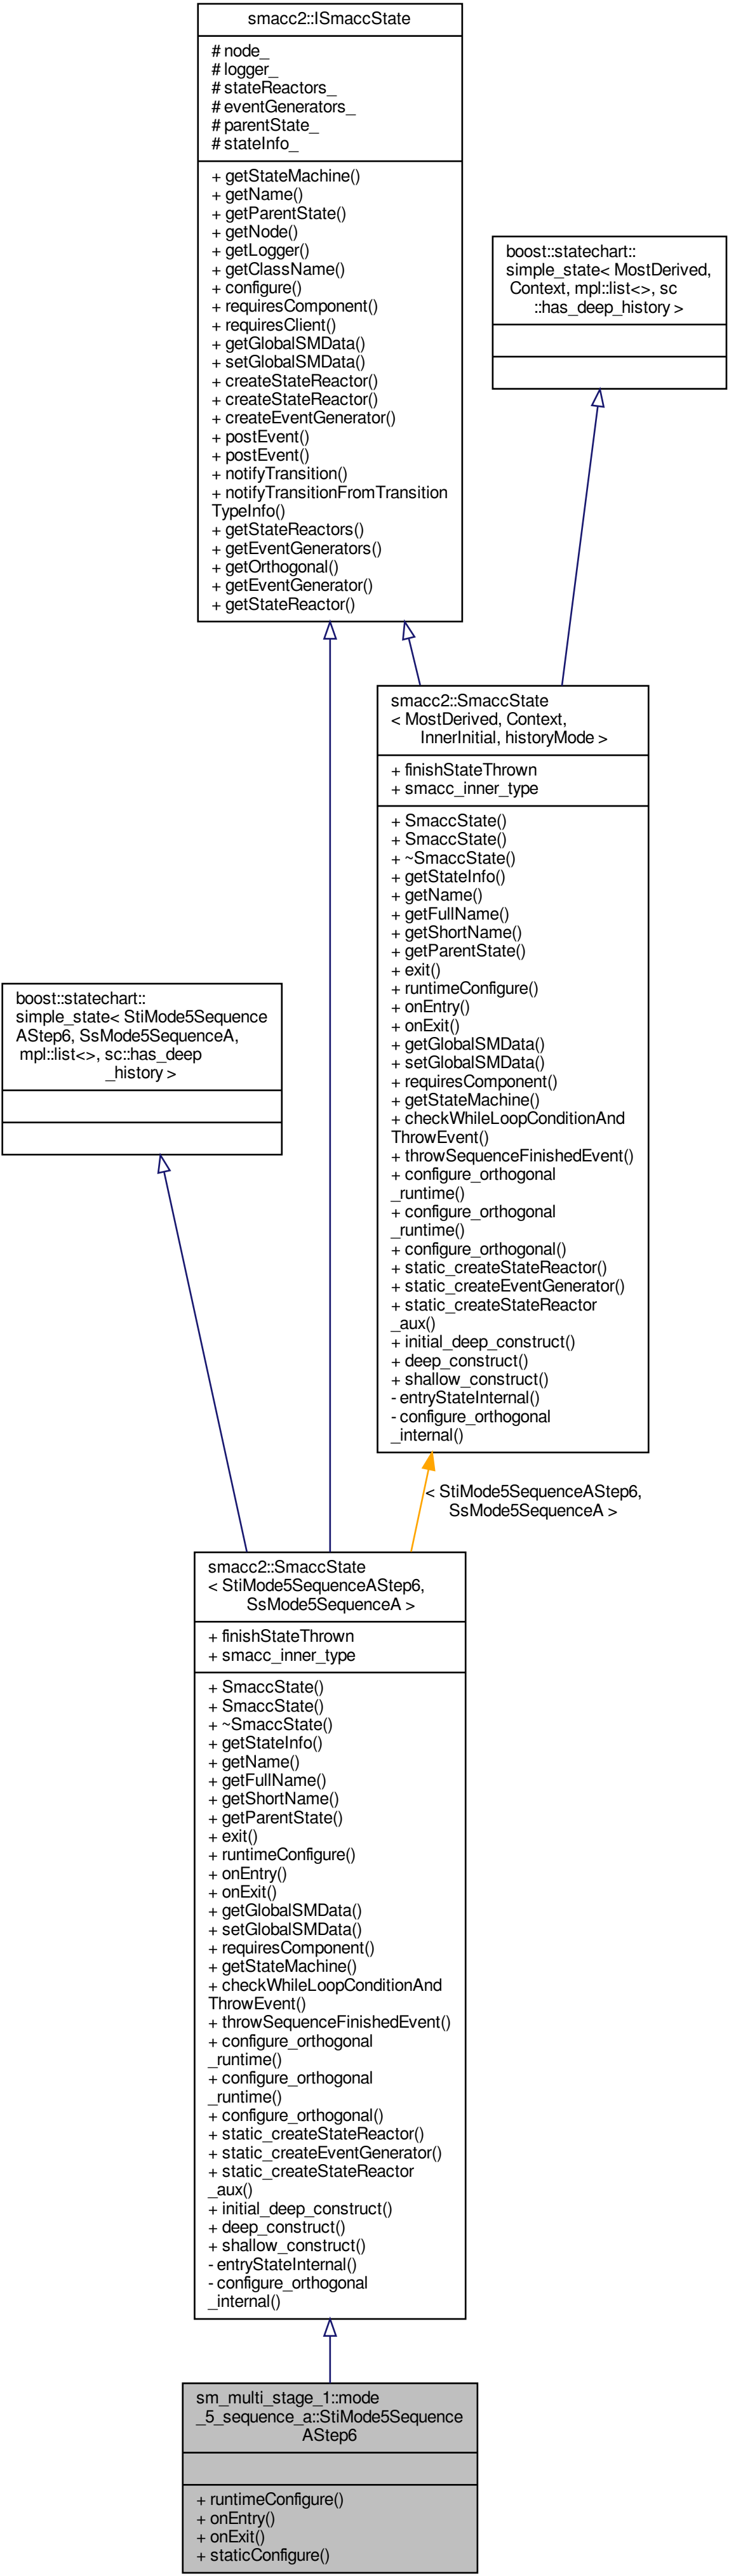 smacc2::ISmaccState
# node_
# logger_
# stateReactors_
# eventGenerators_
# parentState_
# stateInfo_
+ getStateMachine()
+ getName()
+ getParentState()
+ getNode()
+ getLogger()
+ getClassName()
+ configure()
+ requiresComponent()
+ requiresClient()
+ getGlobalSMData()
+ setGlobalSMData()
+ createStateReactor()
+ createStateReactor()
+ createEventGenerator()
+ postEvent()
+ postEvent()
+ notifyTransition()
+ notifyTransitionFromTransition
TypeInfo()
+ getStateReactors()
+ getEventGenerators()
+ getOrthogonal()
+ getEventGenerator()
+ getStateReactor()
boost::statechart::
simple_state< MostDerived,
Context, mpl::list<>, sc
::has_deep_history >
smacc2::SmaccState
< MostDerived, Context,
InnerInitial, historyMode >
+ finishStateThrown
+ smacc_inner_type
+ SmaccState()
+ SmaccState()
+ ~SmaccState()
+ getStateInfo()
+ getName()
+ getFullName()
+ getShortName()
+ getParentState()
+ exit()
+ runtimeConfigure()
+ onEntry()
+ onExit()
+ getGlobalSMData()
+ setGlobalSMData()
+ requiresComponent()
+ getStateMachine()
+ checkWhileLoopConditionAnd
ThrowEvent()
+ throwSequenceFinishedEvent()
+ configure_orthogonal
_runtime()
+ configure_orthogonal
_runtime()
+ configure_orthogonal()
+ static_createStateReactor()
+ static_createEventGenerator()
+ static_createStateReactor
_aux()
+ initial_deep_construct()
+ deep_construct()
+ shallow_construct()
- entryStateInternal()
- configure_orthogonal
_internal()
boost::statechart::
simple_state< StiMode5Sequence
AStep6, SsMode5SequenceA,
mpl::list<>, sc::has_deep
_history >
< StiMode5SequenceAStep6,
SsMode5SequenceA >
smacc2::SmaccState
< StiMode5SequenceAStep6,
SsMode5SequenceA >
+ finishStateThrown
+ smacc_inner_type
+ SmaccState()
+ SmaccState()
+ ~SmaccState()
+ getStateInfo()
+ getName()
+ getFullName()
+ getShortName()
+ getParentState()
+ exit()
+ runtimeConfigure()
+ onEntry()
+ onExit()
+ getGlobalSMData()
+ setGlobalSMData()
+ requiresComponent()
+ getStateMachine()
+ checkWhileLoopConditionAnd
ThrowEvent()
+ throwSequenceFinishedEvent()
+ configure_orthogonal
_runtime()
+ configure_orthogonal
_runtime()
+ configure_orthogonal()
+ static_createStateReactor()
+ static_createEventGenerator()
+ static_createStateReactor
_aux()
+ initial_deep_construct()
+ deep_construct()
+ shallow_construct()
- entryStateInternal()
- configure_orthogonal
_internal()
sm_multi_stage_1::mode
_5_sequence_a::StiMode5Sequence
AStep6
+ runtimeConfigure()
+ onEntry()
+ onExit()
+ staticConfigure()